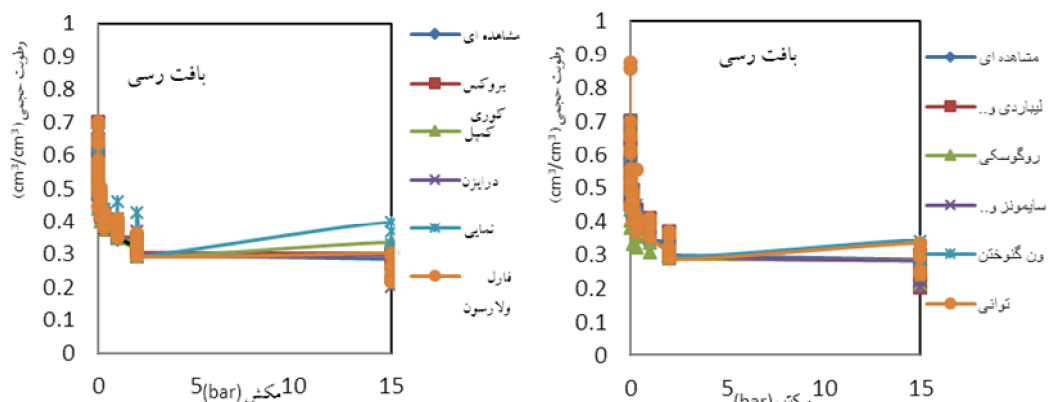 رطوبت حجمی (cm³/cm³)
1
0.9
0.8
0.7
0.6
0.5
0.4
0.3
0.2
0.1
0
0
5
10
15
مکش (bar)
بافت رسی
مشاهده ای
بروکس
کوری
کمپل
درایزن
نمایی
فارل
ولارسون
رطوبت حجمی (cm³/cm³)
1
0.9
0.8
0.7
0.6
0.5
0.4
0.3
0.2
0.1
0
0
5
10
15
(bar)
بافت رسی
مشاهده ای
لیباردی و..
روگوسکی
سایمونز و..
ون گنوختن
توانی